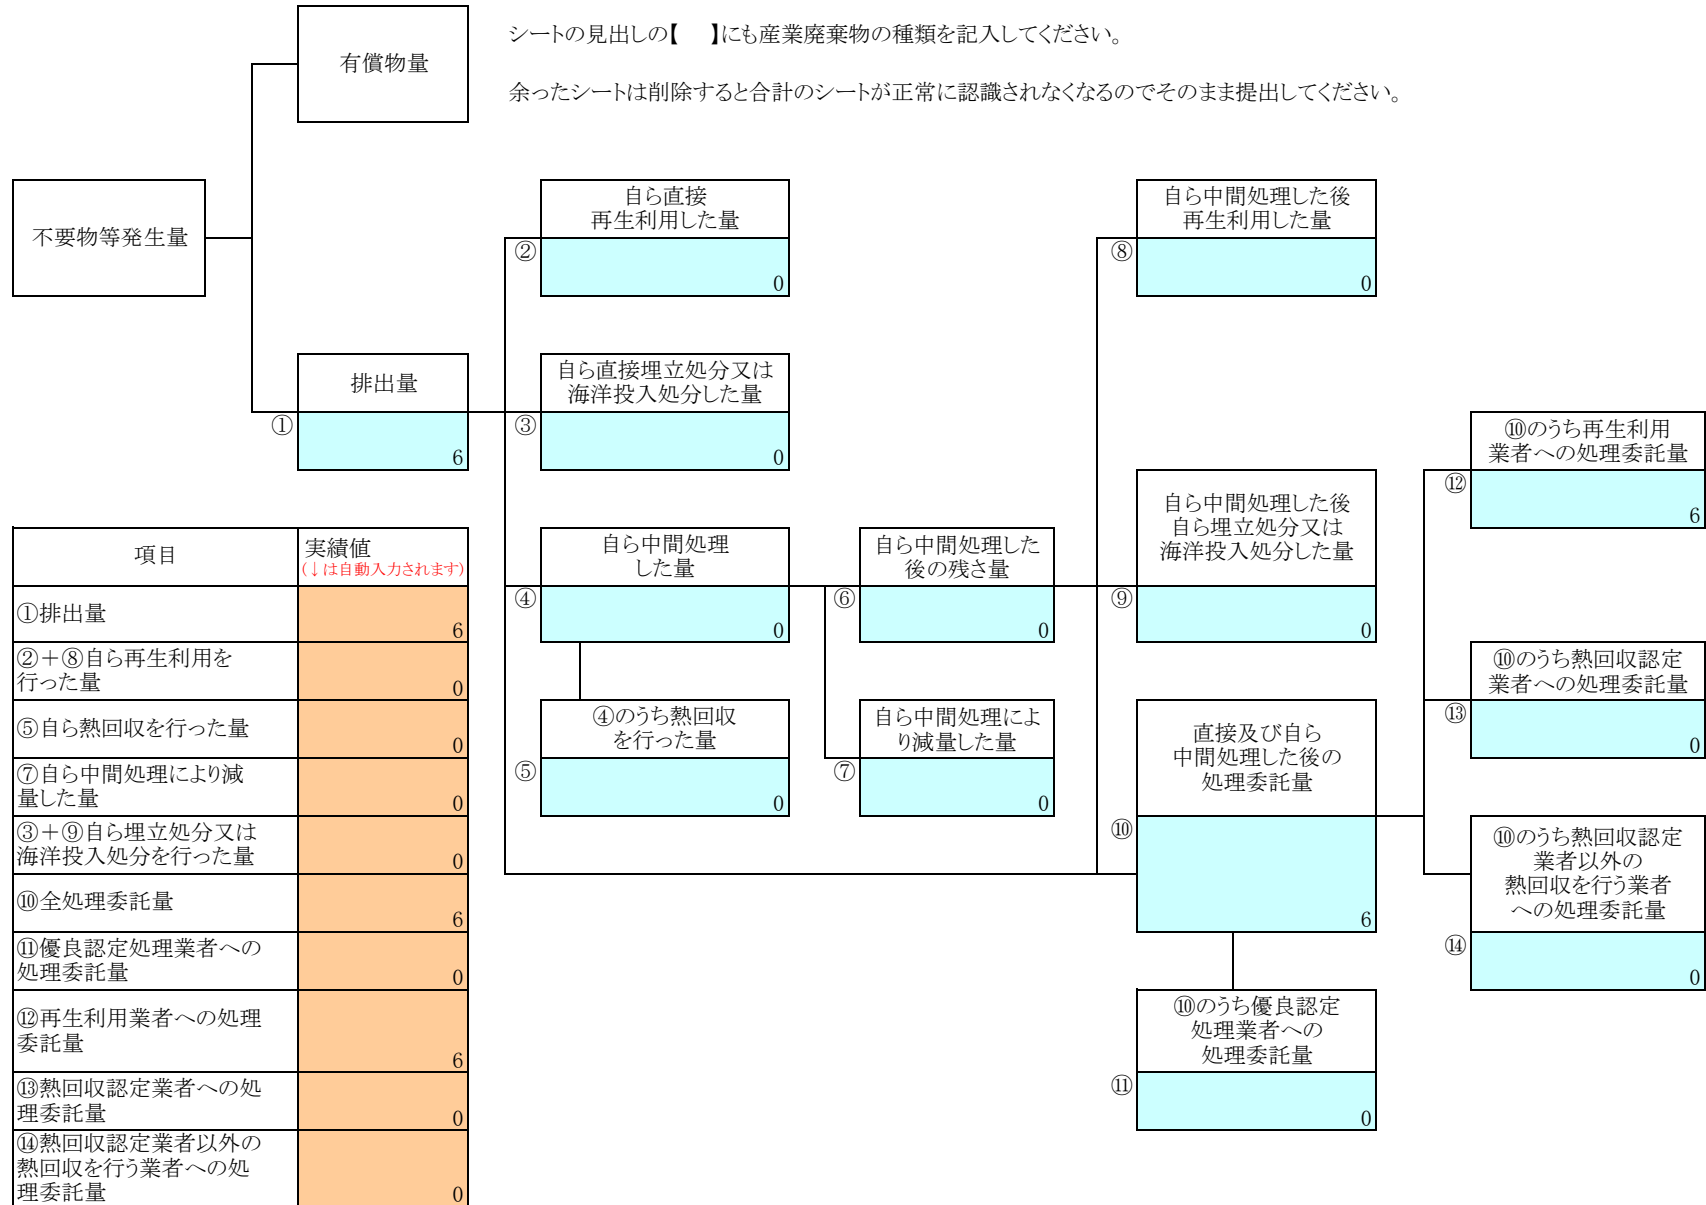 有償物量
シートの見出しの【　】にも産業廃棄物の種類を記入してください。
余ったシートは削除すると合計のシートが正常に認識されなくなるのでそのまま提出してください。
不要物等発生量
自ら直接
再生利用した量
②
0
自ら中間処理した後
再生利用した量
⑧
0
排出量
①
6
自ら直接埋立処分又は
海洋投入処分した量
③
0
⑩のうち再生利用
業者への処理委託量
⑫
6
自ら中間処理
した量
④
0
自ら中間処理した
後の残さ量
⑥
0
自ら中間処理した後
自ら埋立処分又は
海洋投入処分した量
⑨
0
⑩のうち熱回収認定
業者への処理委託量
⑬
0
④のうち熱回収
を行った量
⑤
0
自ら中間処理によ
り減量した量
⑦
0
直接及び自ら
中間処理した後の
処理委託量
⑩
6
⑩のうち熱回収認定
業者以外の
熱回収を行う業者
への処理委託量
⑭
0
⑩のうち優良認定
処理業者への
処理委託量
⑪
0
項目
実績値
(↓は自動入力されます)
①排出量
6
②＋⑧自ら再生利用を
行った量
0
⑤自ら熱回収を行った量
0
⑦自ら中間処理により減
量した量
0
③＋⑨自ら埋立処分又は
海洋投入処分を行った量
0
⑩全処理委託量
6
⑪優良認定処理業者への
処理委託量
0
⑫再生利用業者への処理
委託量
6
⑬熱回収認定業者への処
理委託量
0
⑭熱回収認定業者以外の
熱回収を行う業者への処
理委託量
0